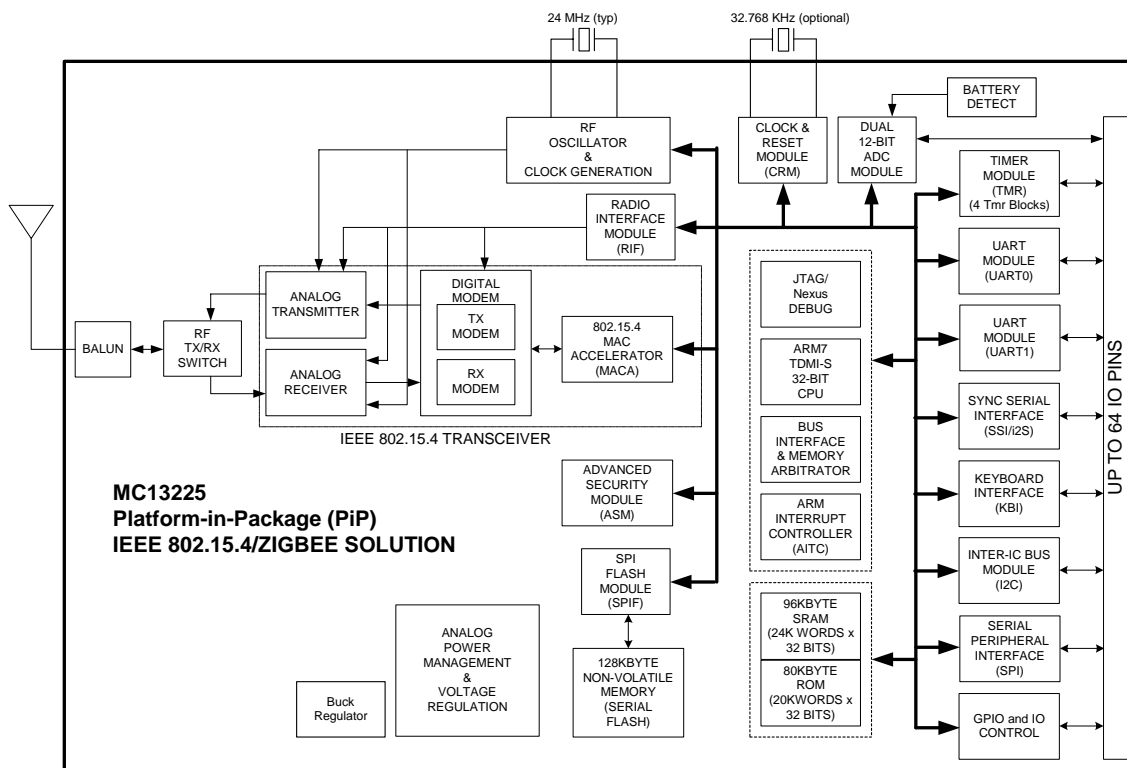 24 MHz (typ)
32.768 KHz (optional)
BATTERY
DETECT
RF
OSCILLATOR
&
CLOCK GENERATION
CLOCK &
RESET
MODULE
(CRM)
DUAL
12-BIT
ADC
MODULE
TIMER
MODULE
(TMR)
(4 Tmr Blocks)
RADIO
INTERFACE
MODULE
(RIF)
UART
MODULE
(UART0)
ANALOG
TRANSMITTER
DIGITAL
MODEM
TX
MODEM
RX
MODEM
802.15.4
MAC
ACCELERATOR
(MACA)
JTAG/
Nexus
DEBUG
UART
MODULE
(UART1)
BALUN
RF
TX/RX
SWITCH
ANALOG
RECEIVER
IEEE 802.15.4 TRANSCEIVER
ARM7
TDMI-S
32-BIT
CPU
SYNC SERIAL
INTERFACE
(SSI/i2S)
BUS
INTERFACE
& MEMORY
ARBITRATOR
UP TO 64 IO PINS
MC13225
Platform-in-Package (PiP)
IEEE 802.15.4/ZIGBEE SOLUTION
ADVANCED
SECURITY
MODULE
(ASM)
ARM
INTERRUPT
CONTROLLER
(AITC)
KEYBOARD
INTERFACE
(KBI)
SPI
FLASH
MODULE
(SPIF)
INTER-IC BUS
MODULE
(I2C)
96KBYTE
SRAM
(24K WORDS x
32 BITS)
80KBYTE
ROM
(20KWORDS x
32 BITS)
SERIAL
PERIPHERAL
INTERFACE
(SPI)
Buck
Regulator
ANALOG
POWER
MANAGEMENT
&
VOLTAGE
REGULATION
128KBYTE
NON-VOLATILE
MEMORY
(SERIAL
FLASH)
GPIO and IO
CONTROL